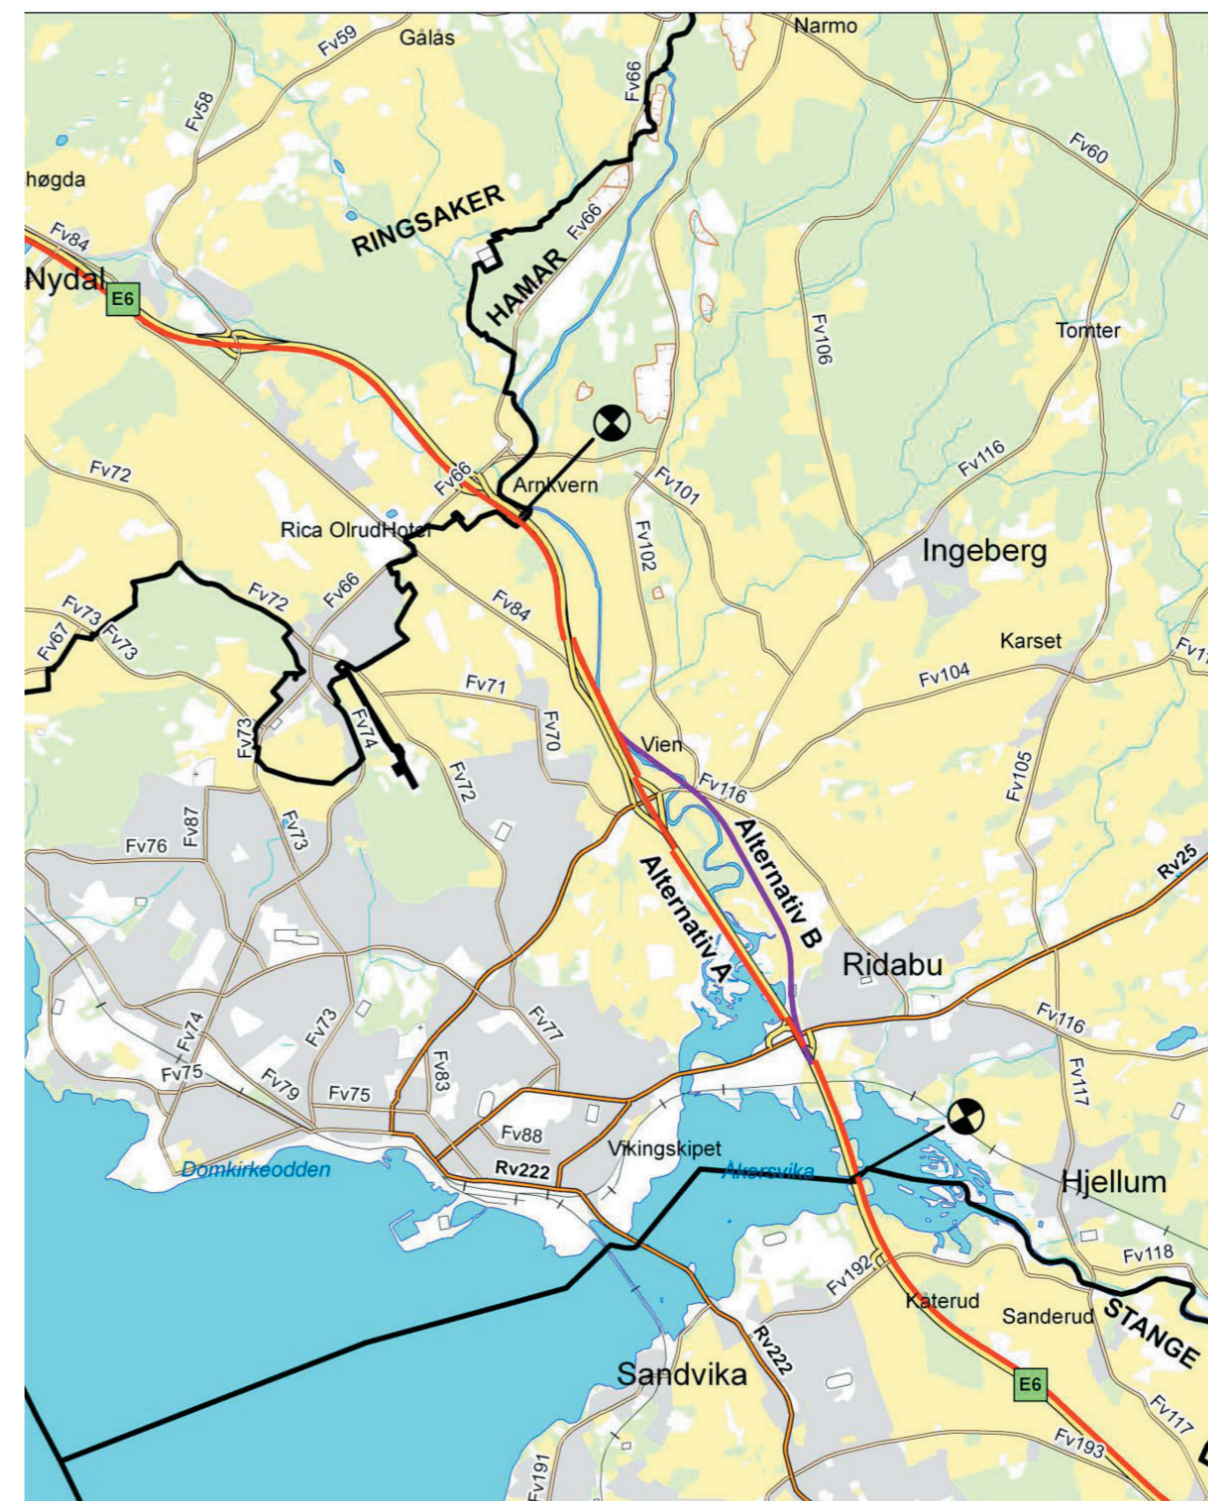 Narmo
Gålås
Fv59
Fv66
Fv58
Fv60
høgda
RINGSAKER
Fv66
Fv84
Nydal
HAMAR
E6
Fv106
Tomter
Fv116
Fv72
Fv66
Arnkvern
Fv101
Rica OlrudHotel
Fv102
Ingeberg
Fv72
Fv66
Fv84
Fv73
Fv67
Fv73
Karset
Fv104
Fv71
Fv73
Fv74
Fv70
Vien
Fv105
Fv72
Fv116
Fv87
Fv73
Fv76
Alternativ B
Alternativ A
Rv25
Ridabu
Fv74
Fv73
Fv77
Fv116
Fv75
Fv79
Fv75
Fv83
Fv117
Fv88
Vikingskipet
Domkirkeodden
Rv222
Åkersvika
Hjellum
Fv192
Fv118
Kåterud
Sanderud
STANGE
Rv222
Sandvika
E6
Fv117
Fv193
Fv191